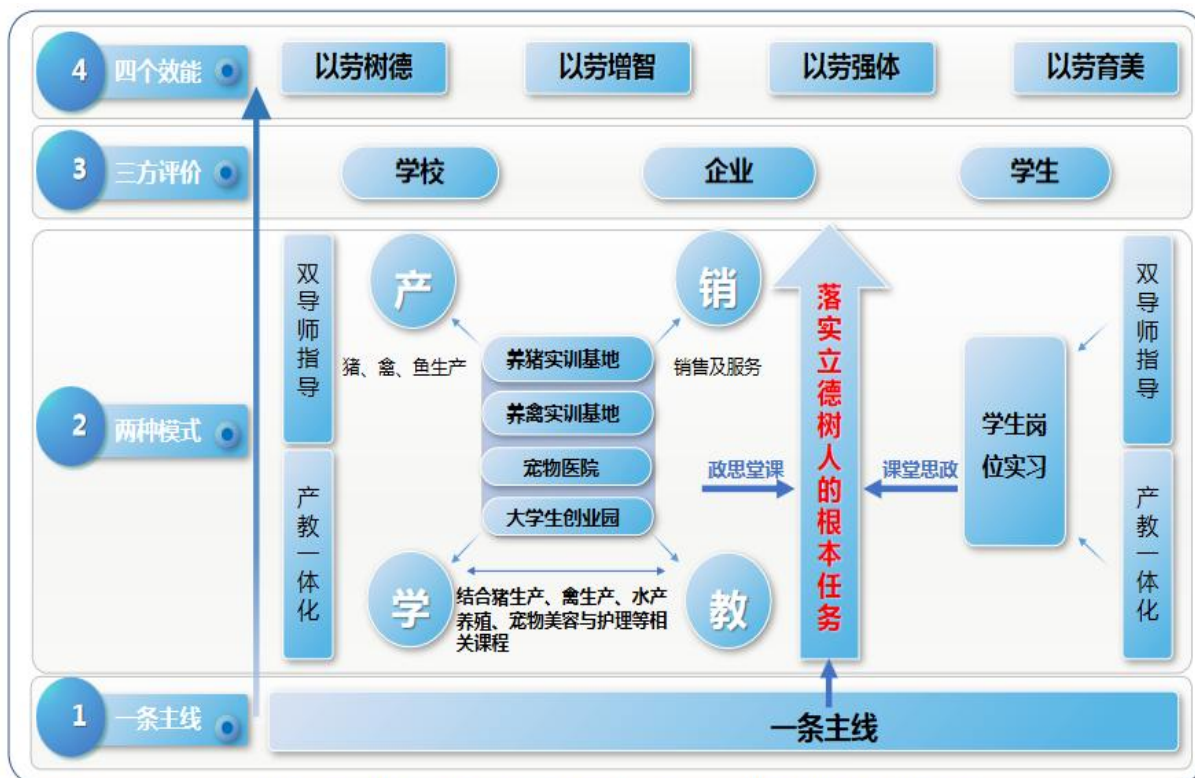 4
四个效能
以劳树德
以劳增智
以劳强体
以劳育美
3
三方评价
学校
企业
学生
2
两种模式
双导师指导
产教一体化
产
猪、禽、鱼生产
销
销售及服务
养猪实训基地
养禽实训基地
宠物医院
大学生创业园
学
教
结合猪生产、禽生产、水产
养殖、宠物美容与护理等相
关课程
政思堂课
落实立德树人的根本任务
课堂思政
学生岗
位实习
双导师指导
产教一体化
1
一条主线
一条主线